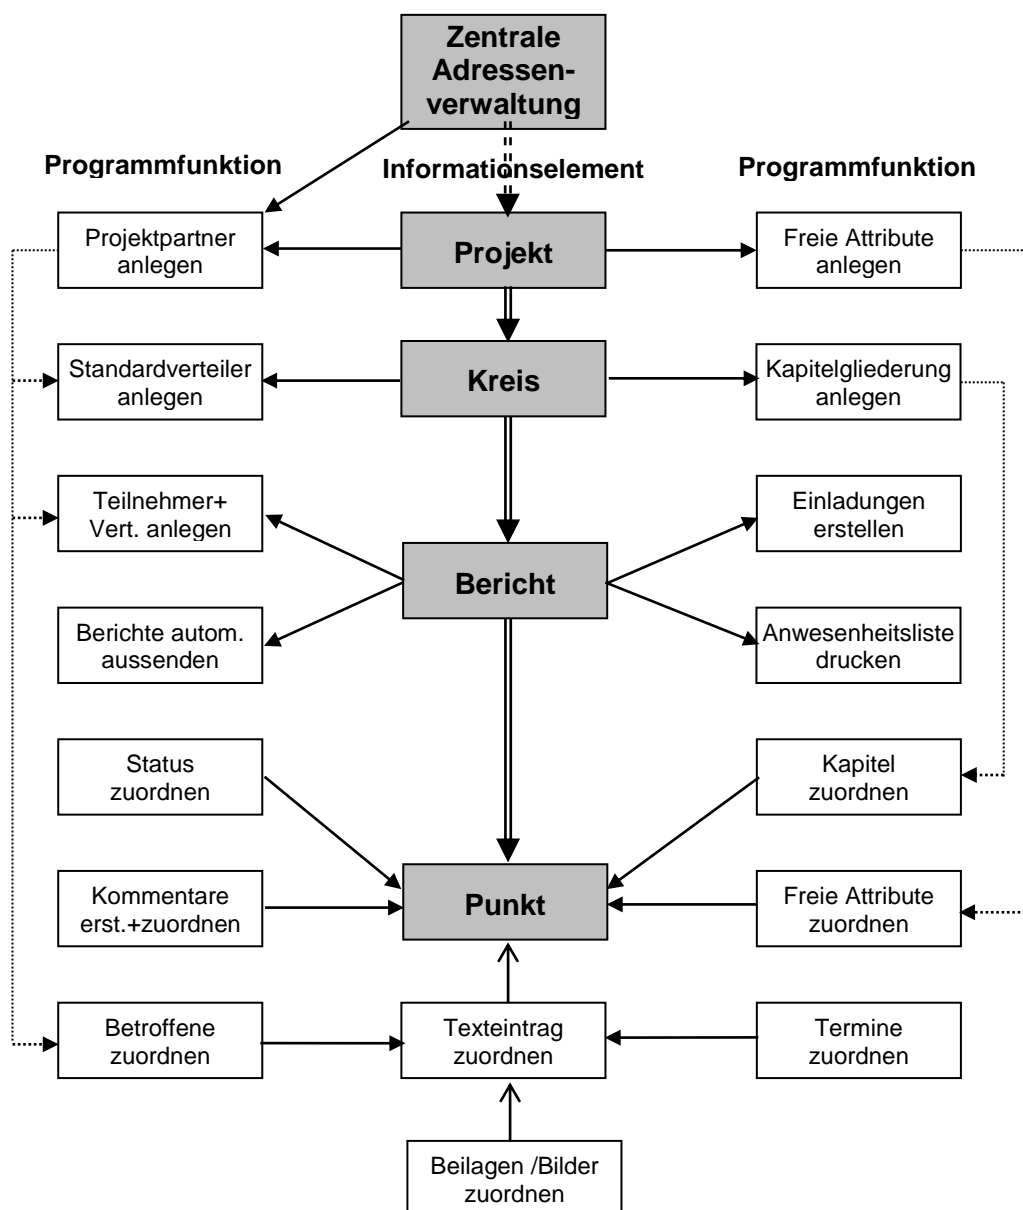 Zentrale
Adressen-
verwaltung
Programmfunktion
Informationselement
Programmfunktion
Projektpartner
anlegen
Projekt
Freie Attribute
anlegen
Standardverteiler
anlegen
Kreis
Kapitelgliederung
anlegen
Teilnehmer+
Vert. anlegen
Einladungen
erstellen
Bericht
Berichte autom.
aussenden
Anwesenheitsliste
drucken
Status
zuordnen
Kapitel
zuordnen
Kommentare
erst.+zuordnen
Punkt
Freie Attribute
zuordnen
Betroffene
zuordnen
Texteintrag
zuordnen
Termine
zuordnen
Beilagen /Bilder
zuordnen